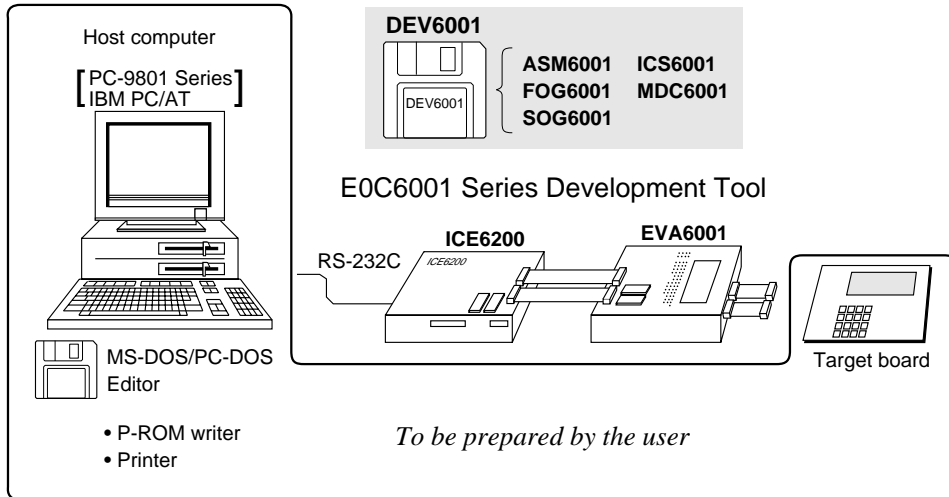 Host computer
[PC-9801 Series
IBM PC/AT]
DEV6001
DEV6001
ASM6001 ICS6001
FOG6001 MDC6001
SOG6001
E0C6001 Series Development Tool
RS-232C
ICE6200
ICE6200
EVA6001
Target board
MS-DOS/PC-DOS
Editor
• P-ROM writer
• Printer
To be prepared by the user